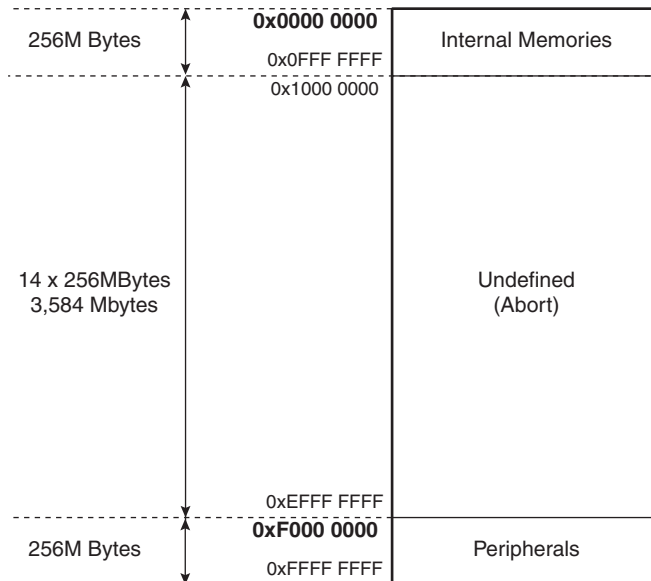 0x0000 0000
256M Bytes
Internal Memories
0x0FFF FFFF
0x1000 0000
14 x 256MBytes
3,584 Mbytes
Undefined
(Abort)
0xEFFF FFFF
0xF000 0000
256M Bytes
Peripherals
0xFFFF FFFF